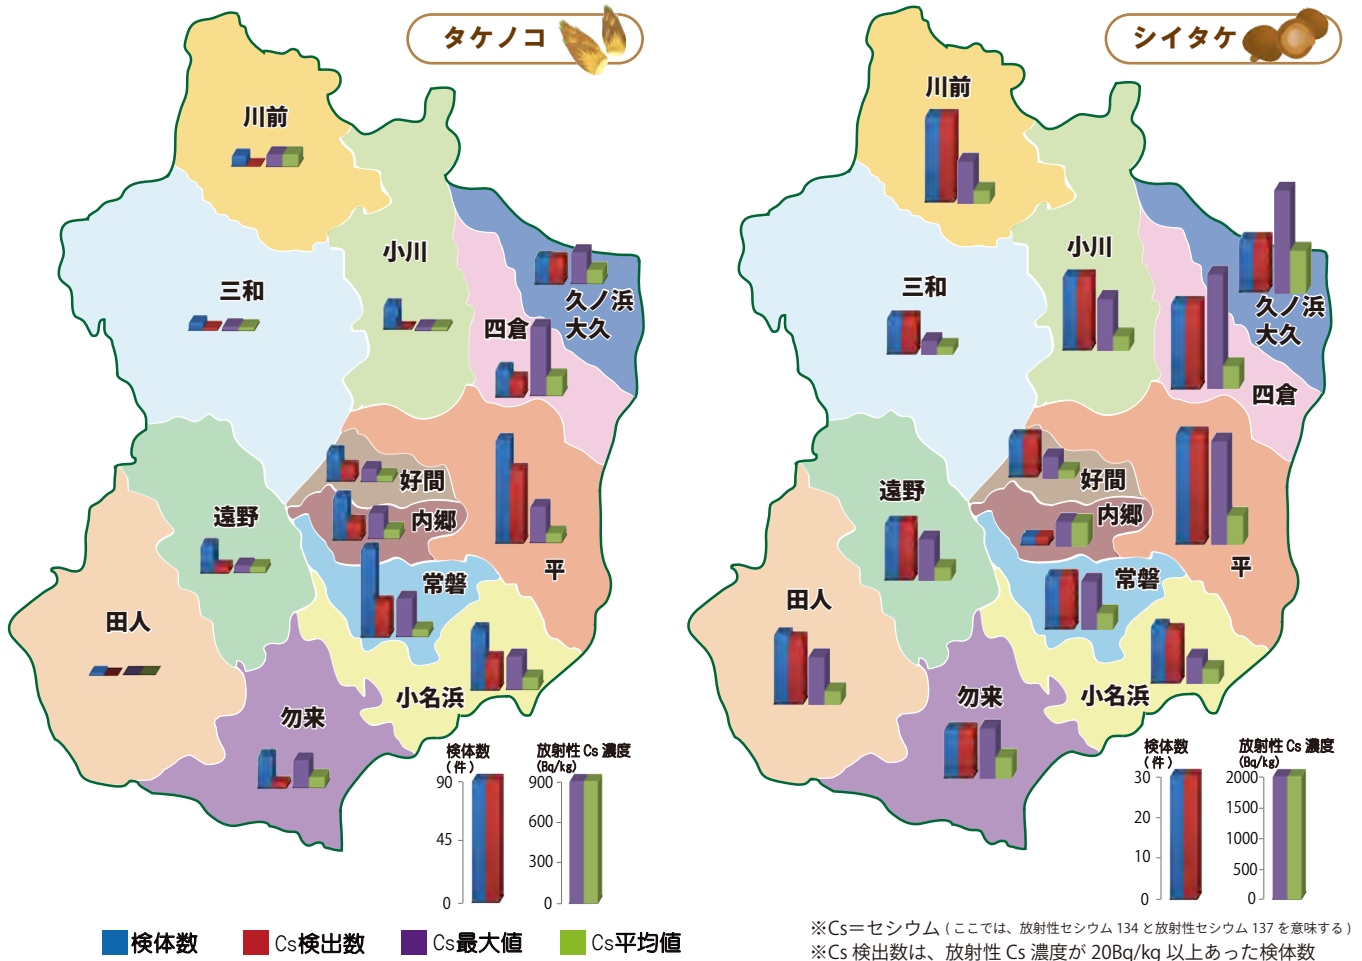 タケノコ
川前
小川
三和
久ノ浜
大久
四倉
好間
内郷
遠野
平
常磐
田人
小名浜
勿来
検体数
(件)
90
45
0
放射性 Cs 濃度
(Bq/kg)
900
600
300
0
シイタケ
川前
小川
三和
久ノ浜
大久
四倉
好間
内郷
遠野
平
常磐
田人
小名浜
勿来
検体数
(件)
30
20
10
0
放射性 Cs 濃度
(Bq/kg)
2000
1500
1000
500
0
検体数
Cs検出数
Cs最大値
Cs平均値
※Cs＝セシウム ( ここでは、放射性セシウム 134 と放射性セシウム 137 を意味する )
※Cs 検出数は、放射性 Cs 濃度が 20Bq/kg 以上あった検体数